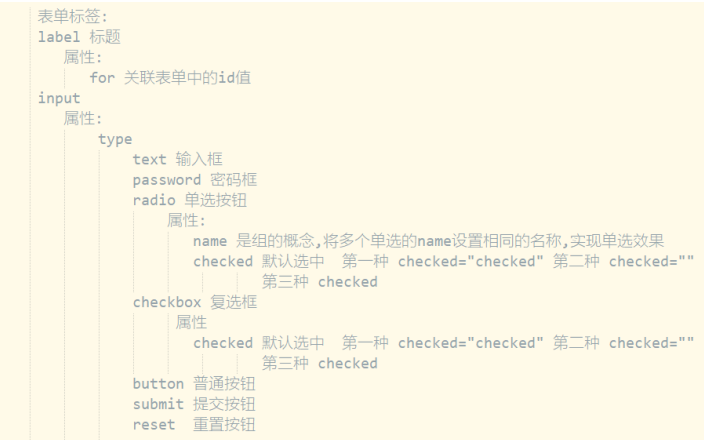 表单标签:
label 标题
属性:
for 关联表单中的id值
input
属性:
type
text 输入框
password 密码框
radio 单选按钮
属性:
name 是组的概念,将多个单选的name设置相同的名称,实现单选效果
checked 默认选中 第一种 checked="checked" 第二种 checked=""
第三种 checked
checkbox 复选框
属性
checked 默认选中 第一种 checked="checked" 第二种 checked=""
第三种 checked
button 普通按钮
submit 提交按钮
reset 重置按钮